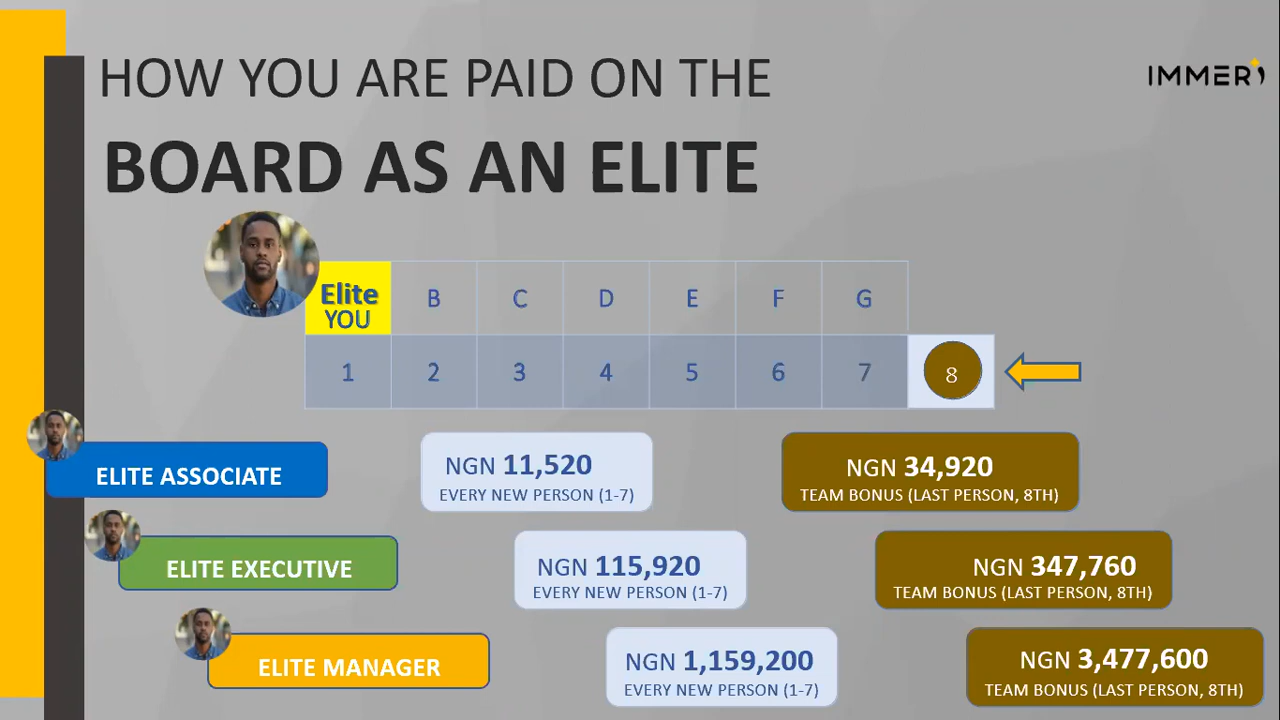 HOW YOU ARE PAID ON THE
BOARD AS AN ELITE
IMMERI
Elite
YOU
B C D E F G
1 2 3 4 5 6 7 8
ELITE ASSOCIATE
NGN 11,520
EVERY NEW PERSON (1-7)
NGN 34,920
TEAM BONUS (LAST PERSON, 8TH)
ELITE EXECUTIVE
NGN 115,920
EVERY NEW PERSON (1-7)
NGN 347,760
TEAM BONUS (LAST PERSON, 8TH)
ELITE MANAGER
NGN 1,159,200
EVERY NEW PERSON (1-7)
NGN 3,477,600
TEAM BONUS (LAST PERSON, 8TH)